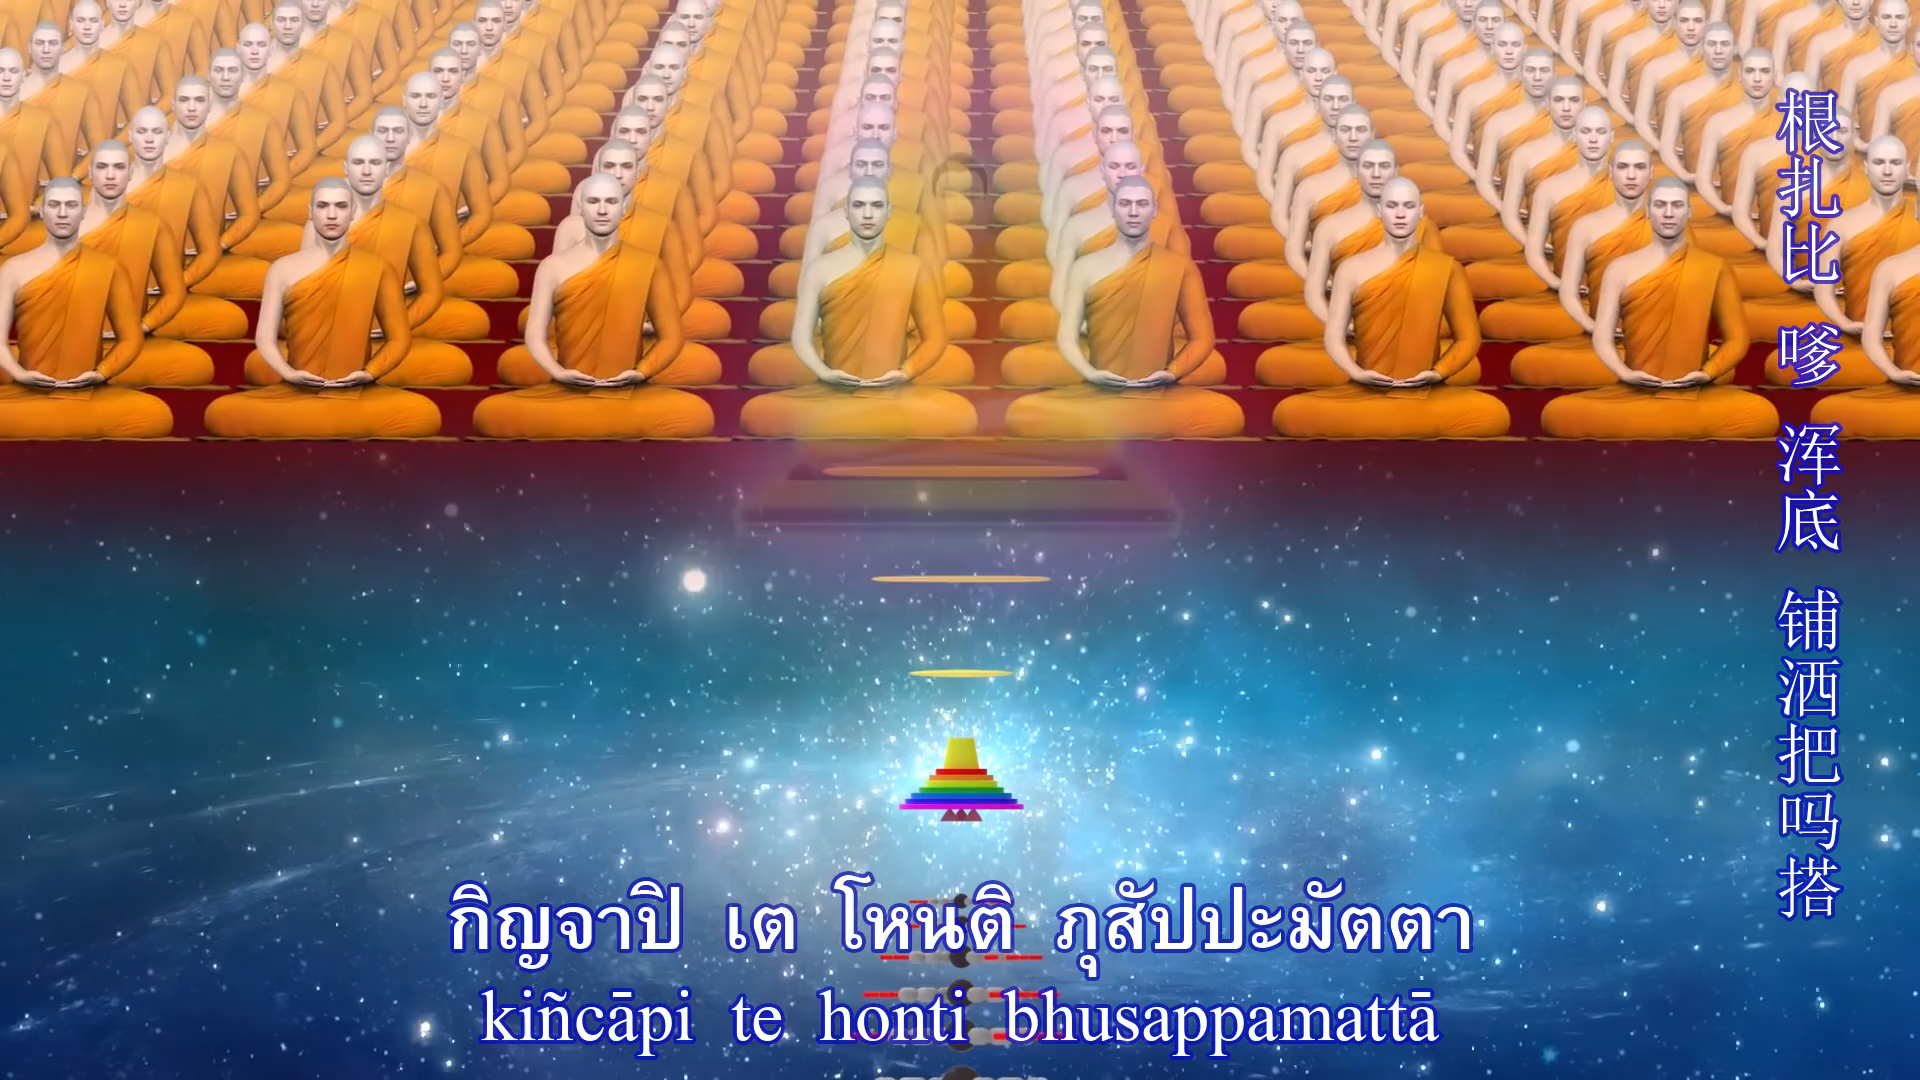 根扎比 嗲 浑底 铺洒把吗搭
กิญจาปิ เต โหนติ ภุสัปปะมัตตา
kiñcāpi te honti bhusappamattā